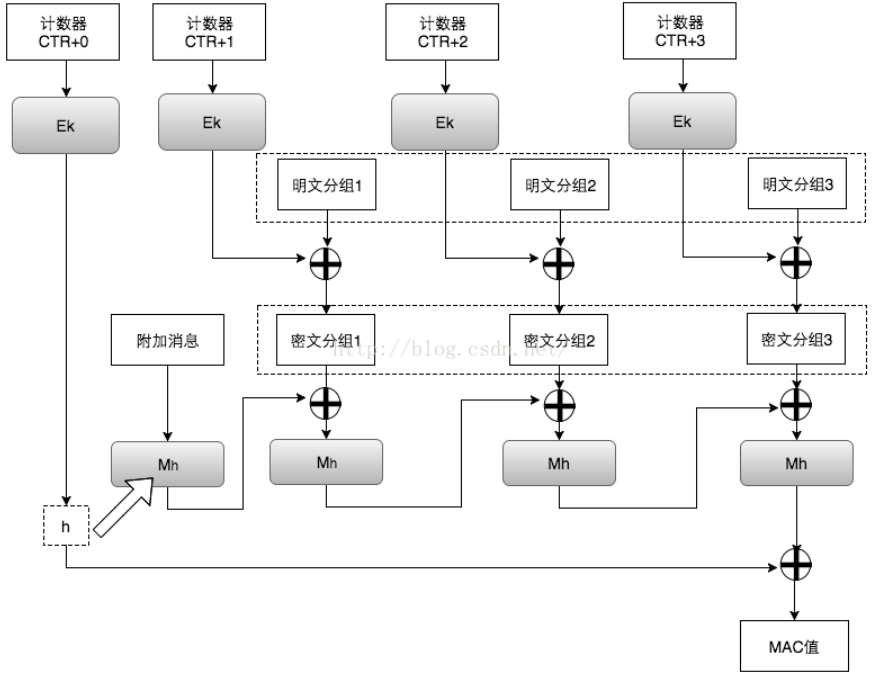 计数器 计数器 计数器 计数器
CTR+0 CTR+1 CTR+2 CTR+3
Ek Ek Ek Ek
明文分组1 明文分组2 明文分组3
附加消息 密文分组1 密文分组2 密文分组3
http://blog.csdn.net/
Mh Mh Mh Mh
h
MAC值